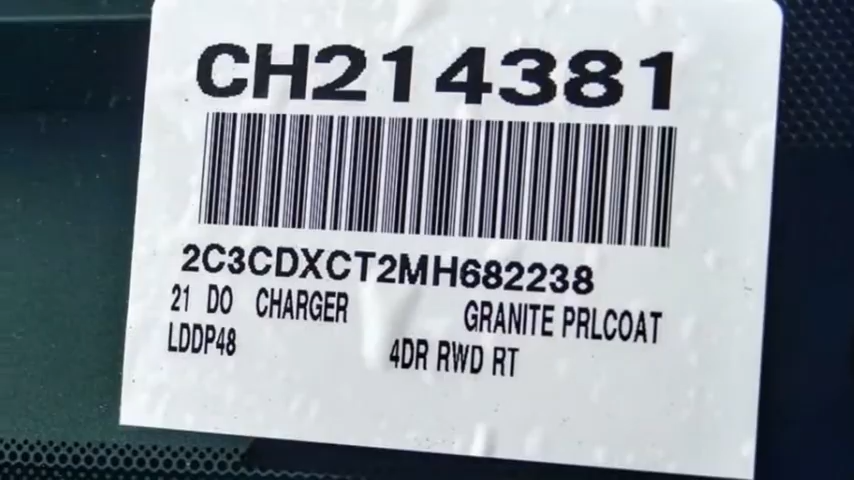 CH214381
2C3CDXCT2MH682238
21 DO CHARGER GRANITE PRLCOAT
LDDP48 4DR RWD RT